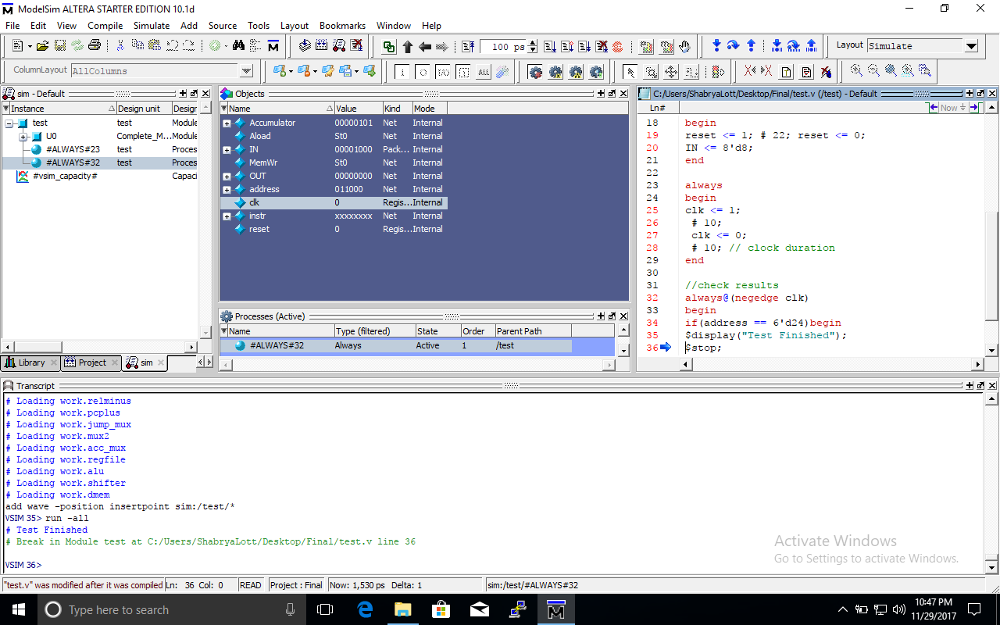 ModelSim ALTERA STARTER EDITION 10.1d
File Edit View Compile Simulate Add Source Tools Layout Bookmarks Window Help
100 ps
Layout Simulate
ColumnLayout AllColumns
sim - Default
Instance Design unit Design
test test Module
U0 Complete_M... Module
#ALWAYS#23 test Proces
#ALWAYS#32 test Proces
#vsim_capacity# Capaci
Library Project sim
Objects
Name Value Kind Mode
Accumulator 00000101 Net Internal
Aload St0 Net Internal
IN 00001000 Pack... Internal
MemWr St0 Net Internal
OUT 00000000 Net Internal
address 011000 Net Internal
clk 0 Regis... Internal
instr xxxxxxxx Net Internal
reset 0 Regis... Internal
Processes (Active)
Name Type (filtered) State Order Parent Path
#ALWAYS#32 Always Active 1 /test
C:/Users/ShabryaLott/Desktop/Final/test.v (/test) - Default
Ln# Now
18 begin
19 reset <= 1; # 22; reset <= 0;
20 IN <= 8'd8;
21 end
22
23 always
24 begin
25 clk <= 1;
26 # 10;
27 clk <= 0;
28 # 10; // clock duration
29 end
30
31 //check results
32 always@(negedge clk)
33 begin
34 if(address == 6'd24)begin
35 $display("Test Finished");
36 $stop;
Transcript
# Loading work.relminus
# Loading work.pcplus
# Loading work.jump_mux
# Loading work.mux2
# Loading work.acc_mux
# Loading work.regfile
# Loading work.alu
# Loading work.shifter
# Loading work.dmem
add wave -position insertpoint sim:/test/*
VSIM 35> run -all
# Test Finished
# Break in Module test at C:/Users/ShabryaLott/Desktop/Final/test.v line 36
VSIM 36>
Activate Windows
Go to Settings to activate Windows.
"test.v" was modified after it was compiled Ln: 36 Col: 0 READ Project : Final Now: 1,530 ps Delta: 1 sim:/test/#ALWAYS#32
Type here to search
10:47 PM
11/29/2017